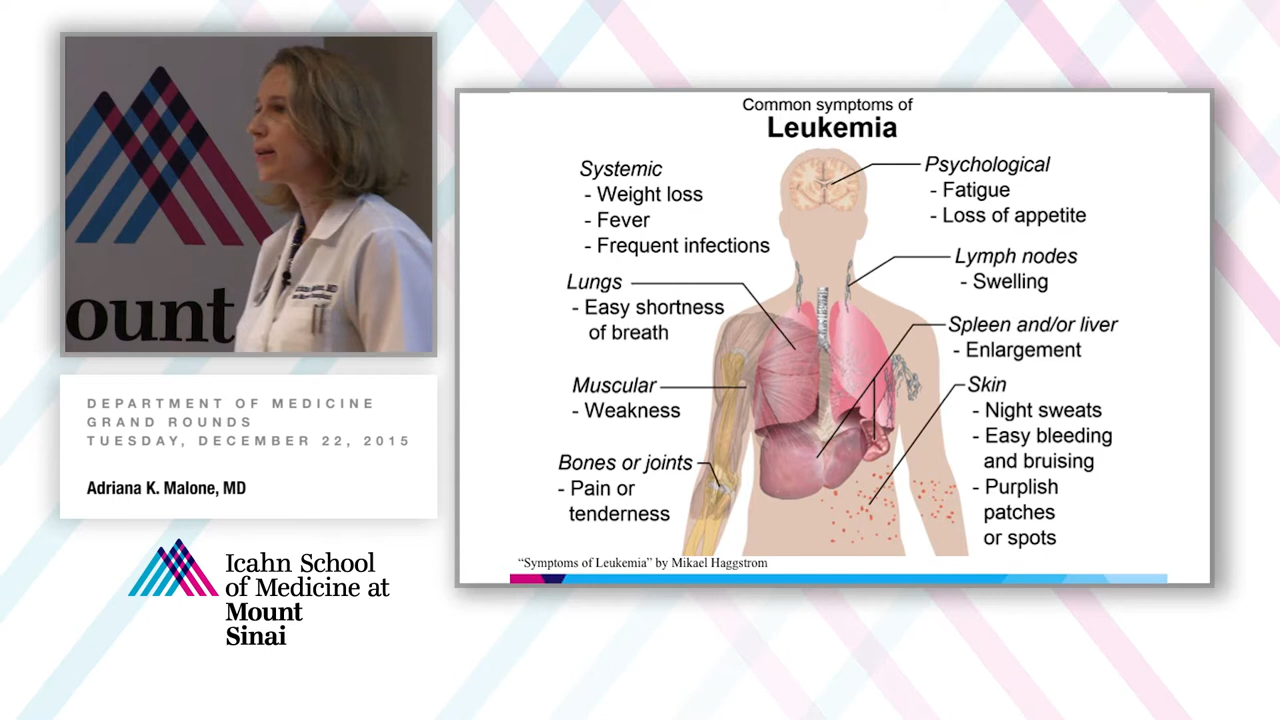 ount
DEPARTMENT OF MEDICINE
GRAND ROUNDS
TUESDAY, DECEMBER 22, 2015
Adriana K. Malone, MD
Icahn School
of Medicine at
Mount
Sinai
Common symptoms of
Leukemia
Systemic
- Weight loss
- Fever
- Frequent infections
Lungs
- Easy shortness
of breath
Muscular
- Weakness
Bones or joints
- Pain or
tenderness
Psychological
- Fatigue
- Loss of appetite
Lymph nodes
- Swelling
Spleen and/or liver
- Enlargement
Skin
- Night sweats
- Easy bleeding
and bruising
- Purplish
patches
or spots
“Symptoms of Leukemia” by Mikael Haggstrom